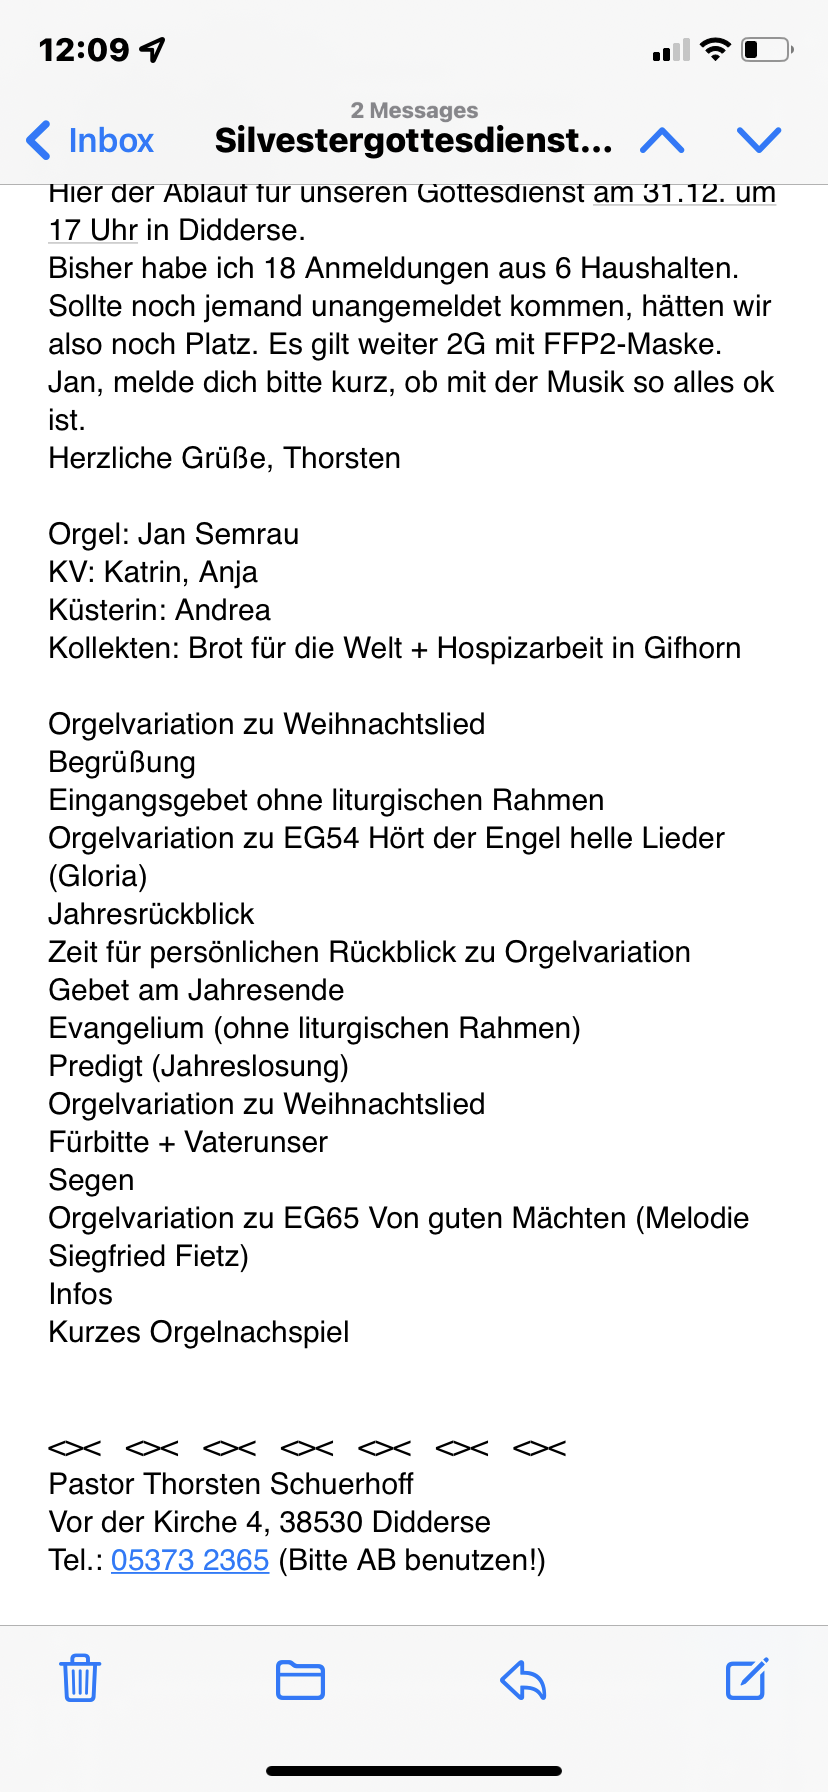 12:09
2 Messages
Inbox
Silvestergottesdienst...
Hier der Ablauf für unseren Gottesdienst am 31.12. um
17 Uhr in Didderse.
Bisher habe ich 18 Anmeldungen aus 6 Haushalten.
Sollte noch jemand unangemeldet kommen, hätten wir
also noch Platz. Es gilt weiter 2G mit FFP2-Maske.
Jan, melde dich bitte kurz, ob mit der Musik so alles ok
ist.
Herzliche Grüße, Thorsten
Orgel: Jan Semrau
KV: Katrin, Anja
Küsterin: Andrea
Kollekten: Brot für die Welt + Hospizarbeit in Gifhorn
Orgelvariation zu Weihnachtslied
Begrüßung
Eingangsgebet ohne liturgischen Rahmen
Orgelvariation zu EG54 Hört der Engel helle Lieder
(Gloria)
Jahresrückblick
Zeit für persönlichen Rückblick zu Orgelvariation
Gebet am Jahresende
Evangelium (ohne liturgischen Rahmen)
Predigt (Jahreslosung)
Orgelvariation zu Weihnachtslied
Fürbitte + Vaterunser
Segen
Orgelvariation zu EG65 Von guten Mächten (Melodie
Siegfried Fietz)
Infos
Kurzes Orgelnachspiel
<>< <>< <>< <>< <>< <>< <><
Pastor Thorsten Schuerhoff
Vor der Kirche 4, 38530 Didderse
Tel.: 05373 2365 (Bitte AB benutzen!)